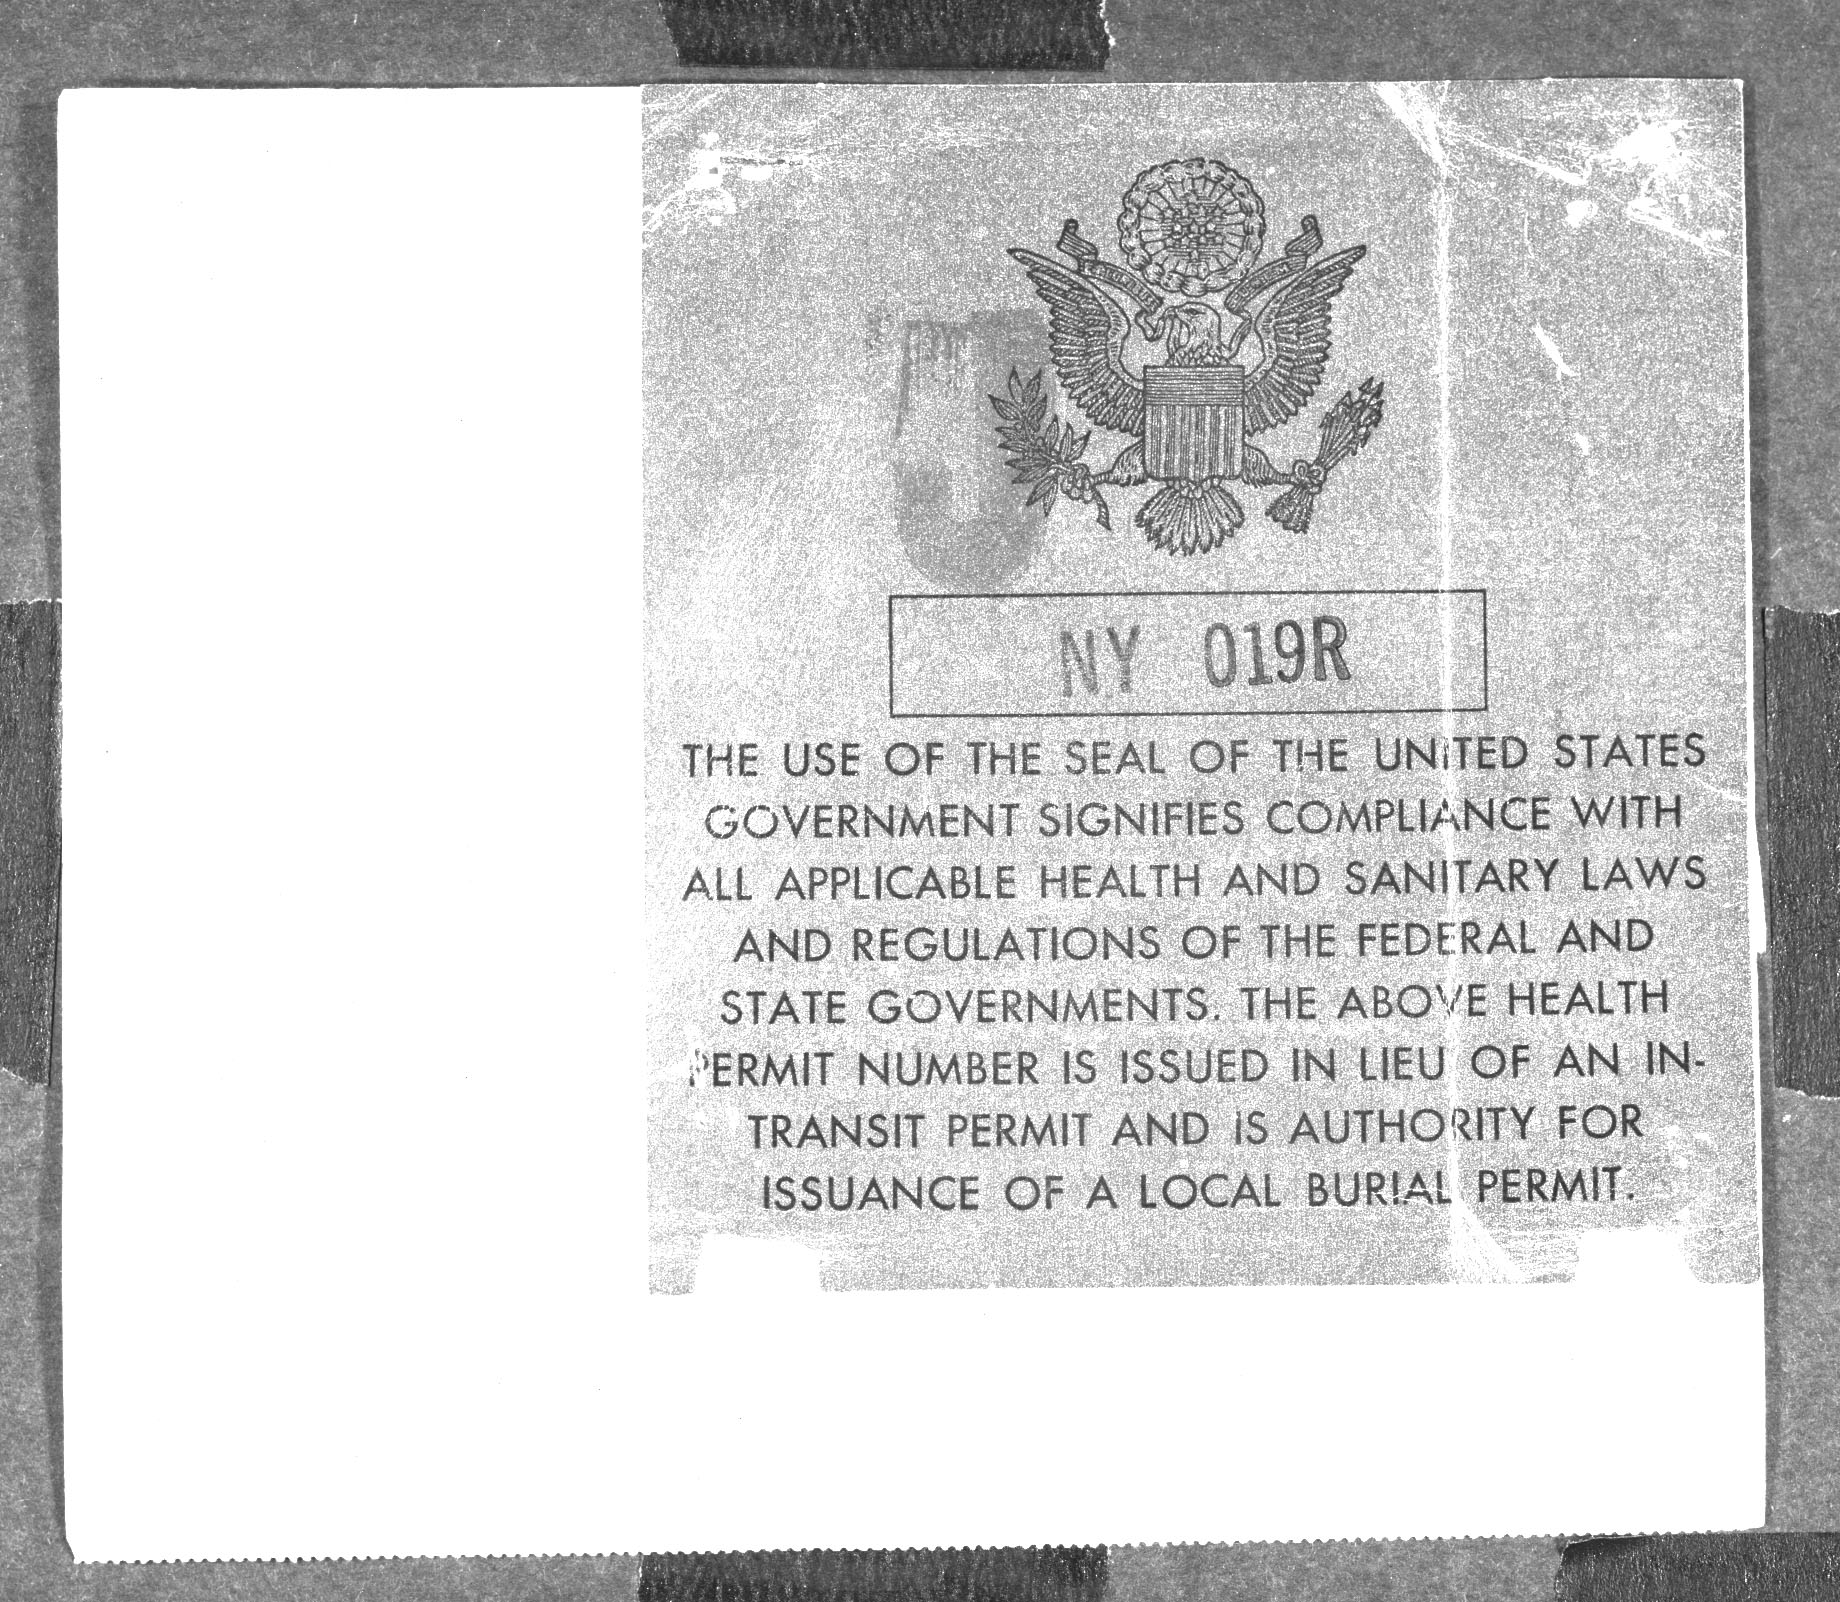 NY 019R
THE USE OF THE SEAL OF THE UNITED STATES
GOVERNMENT SIGNIFIES COMPLIANCE WITH
ALL APPLICABLE HEALTH AND SANITARY LAWS
AND REGULATIONS OF THE FEDERAL AND
STATE GOVERNMENTS. THE ABOVE HEALTH
PERMIT NUMBER IS ISSUED IN LIEU OF AN IN-
TRANSIT PERMIT AND IS AUTHORITY FOR
ISSUANCE OF A LOCAL BURIAL PERMIT.